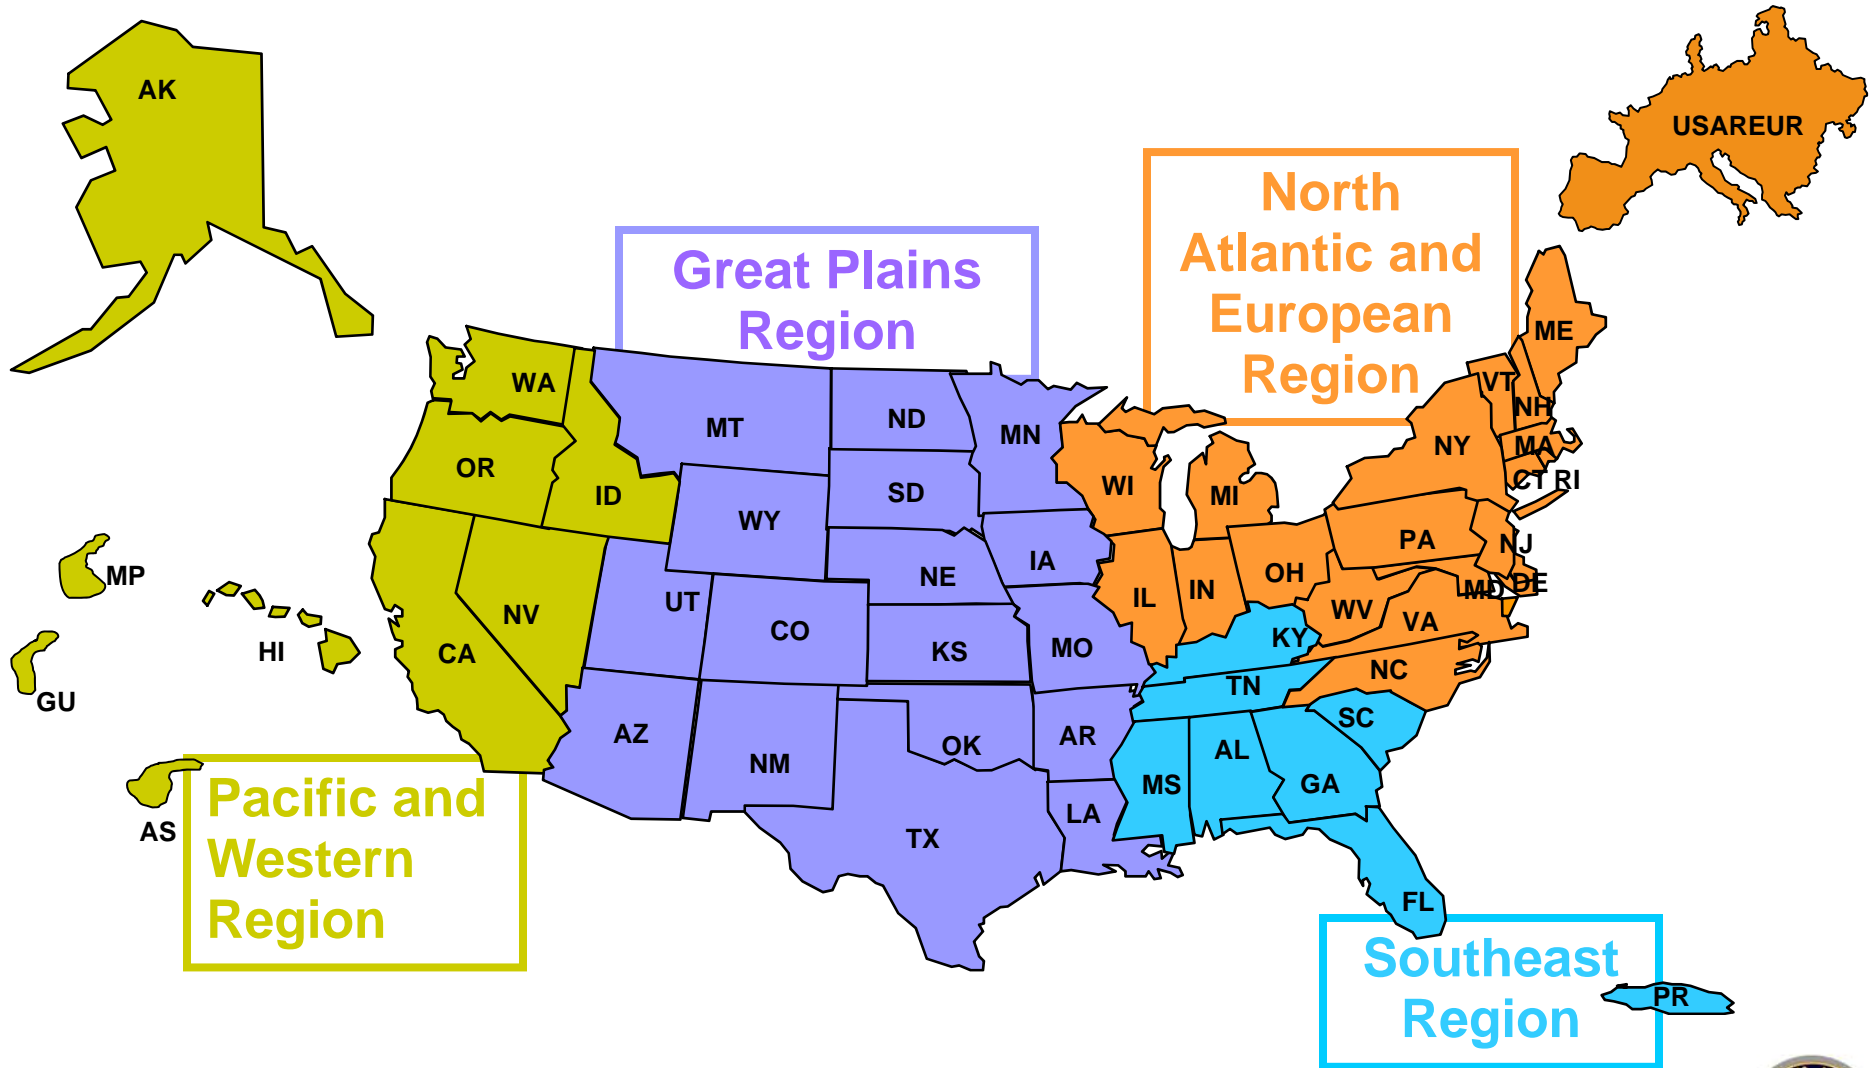 AK
USAREUR
North
Atlantic and
European
Region
Great Plains
Region
ME
WA
VT
NH
MT
ND
MN
NY
MA
OR
ID
SD
WI
MI
CT RI
WY
PA
NJ
MP
IA
NE
OH
MD
DE
UT
IL
IN
WV
NV
CO
VA
HI
CA
KS
MO
KY
NC
GU
TN
AZ
SC
NM
OK
AR
AL
MS
GA
AS
Pacific and
Western
Region
TX
LA
FL
Southeast
Region
PR